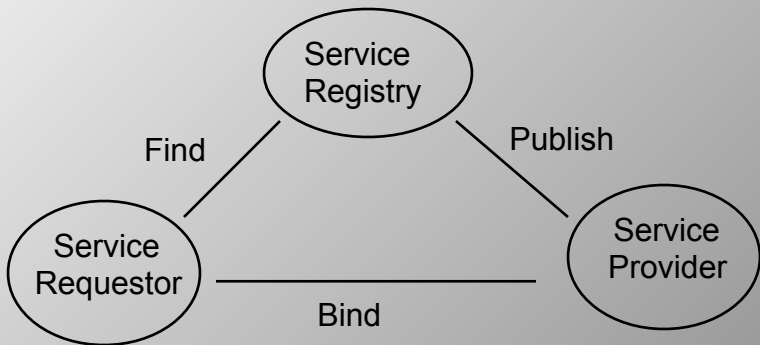 Service
Registry
Find
Publish
Service
Requestor
Service
Provider
Bind